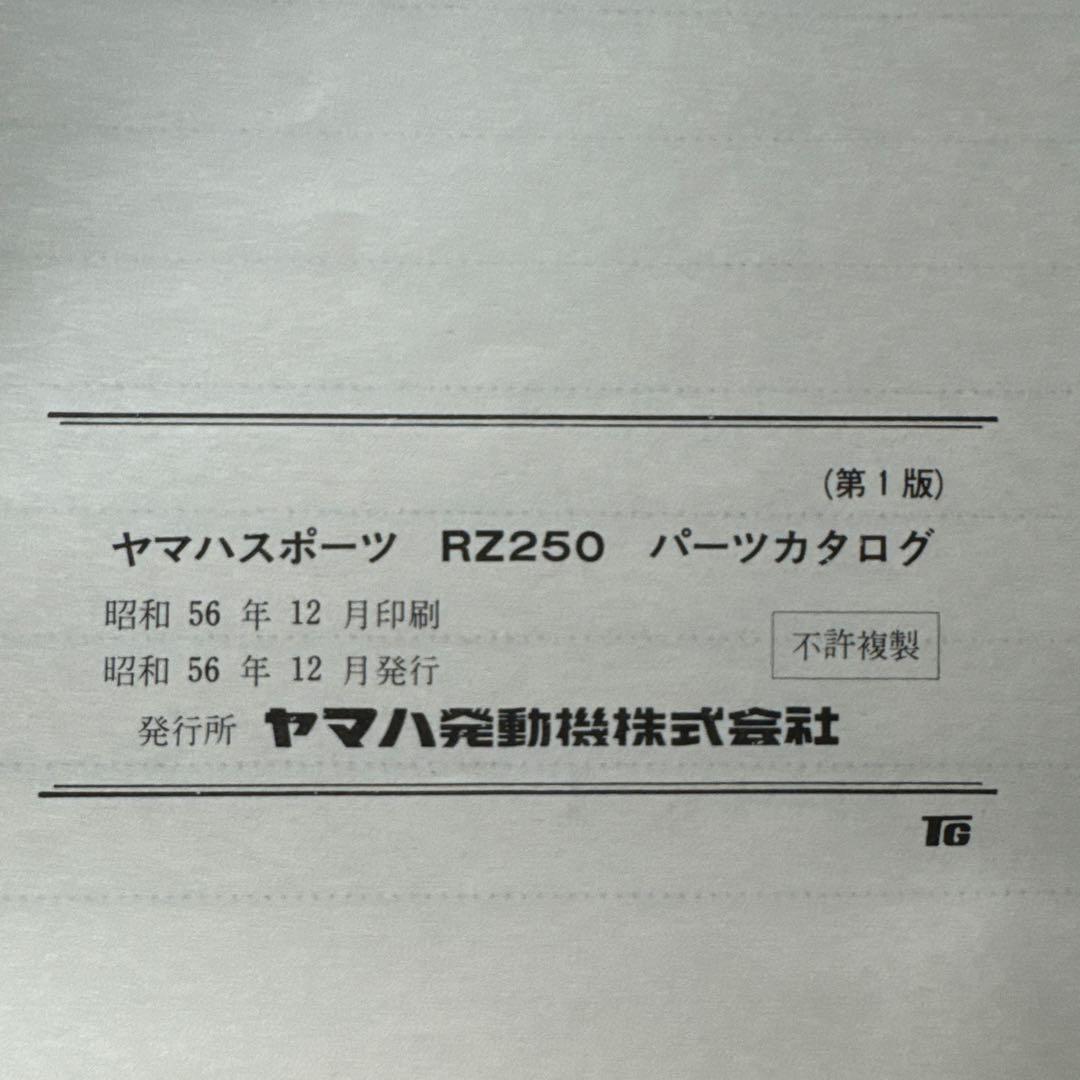 (第1版)
ヤマハスポーツ RZ250 パーツカタログ
昭和 56 年 12 月印刷
昭和 56 年 12 月発行
不許複製
発行所 ヤマハ発動機株式会社
TG